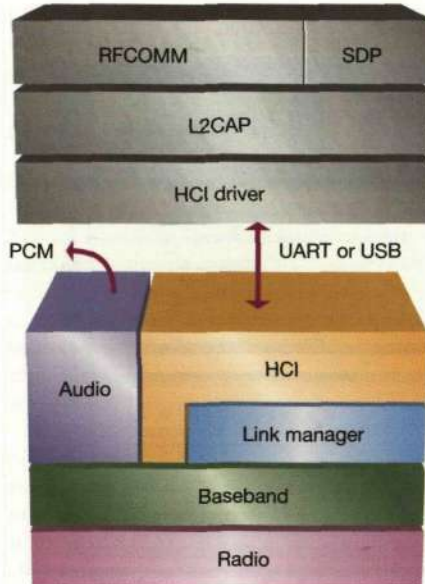 RFCOMM SDP
L2CAP
HCI driver
PCM
UART or USB
Audio
HCI
Link manager
Baseband
Radio